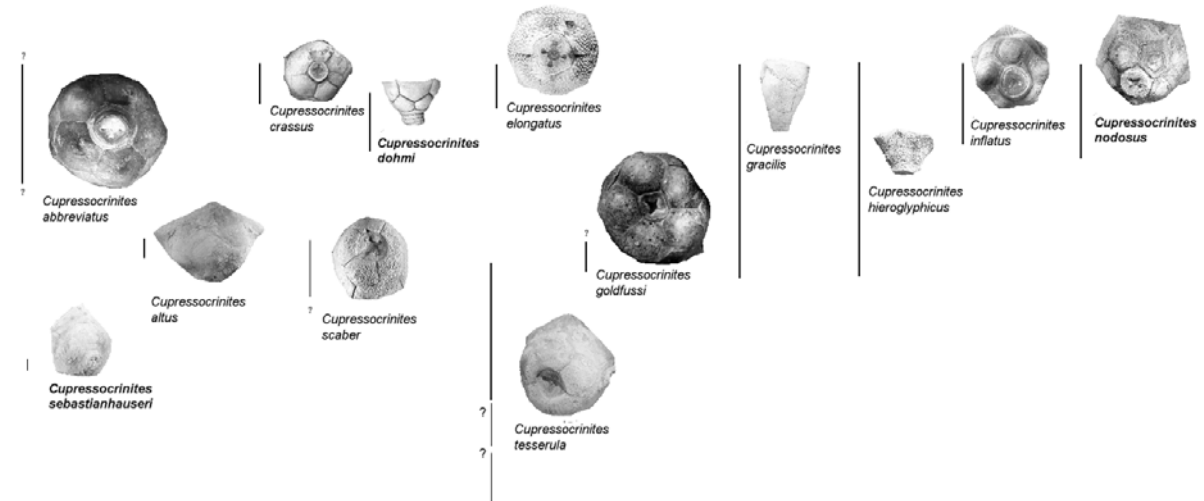 ?
?
Cupressocrinites
abbreviatus
Cupressocrinites
crassus
Cupressocrinites
dohmi
Cupressocrinites
elongatus
Cupressocrinites
gracilis
Cupressocrinites
hieroglyphicus
Cupressocrinites
inflatus
Cupressocrinites
nodosus
Cupressocrinites
altus
?
Cupressocrinites
scaber
?
Cupressocrinites
goldfussi
Cupressocrinites
sebastianhauseri
?
?
Cupressocrinites
tesserula